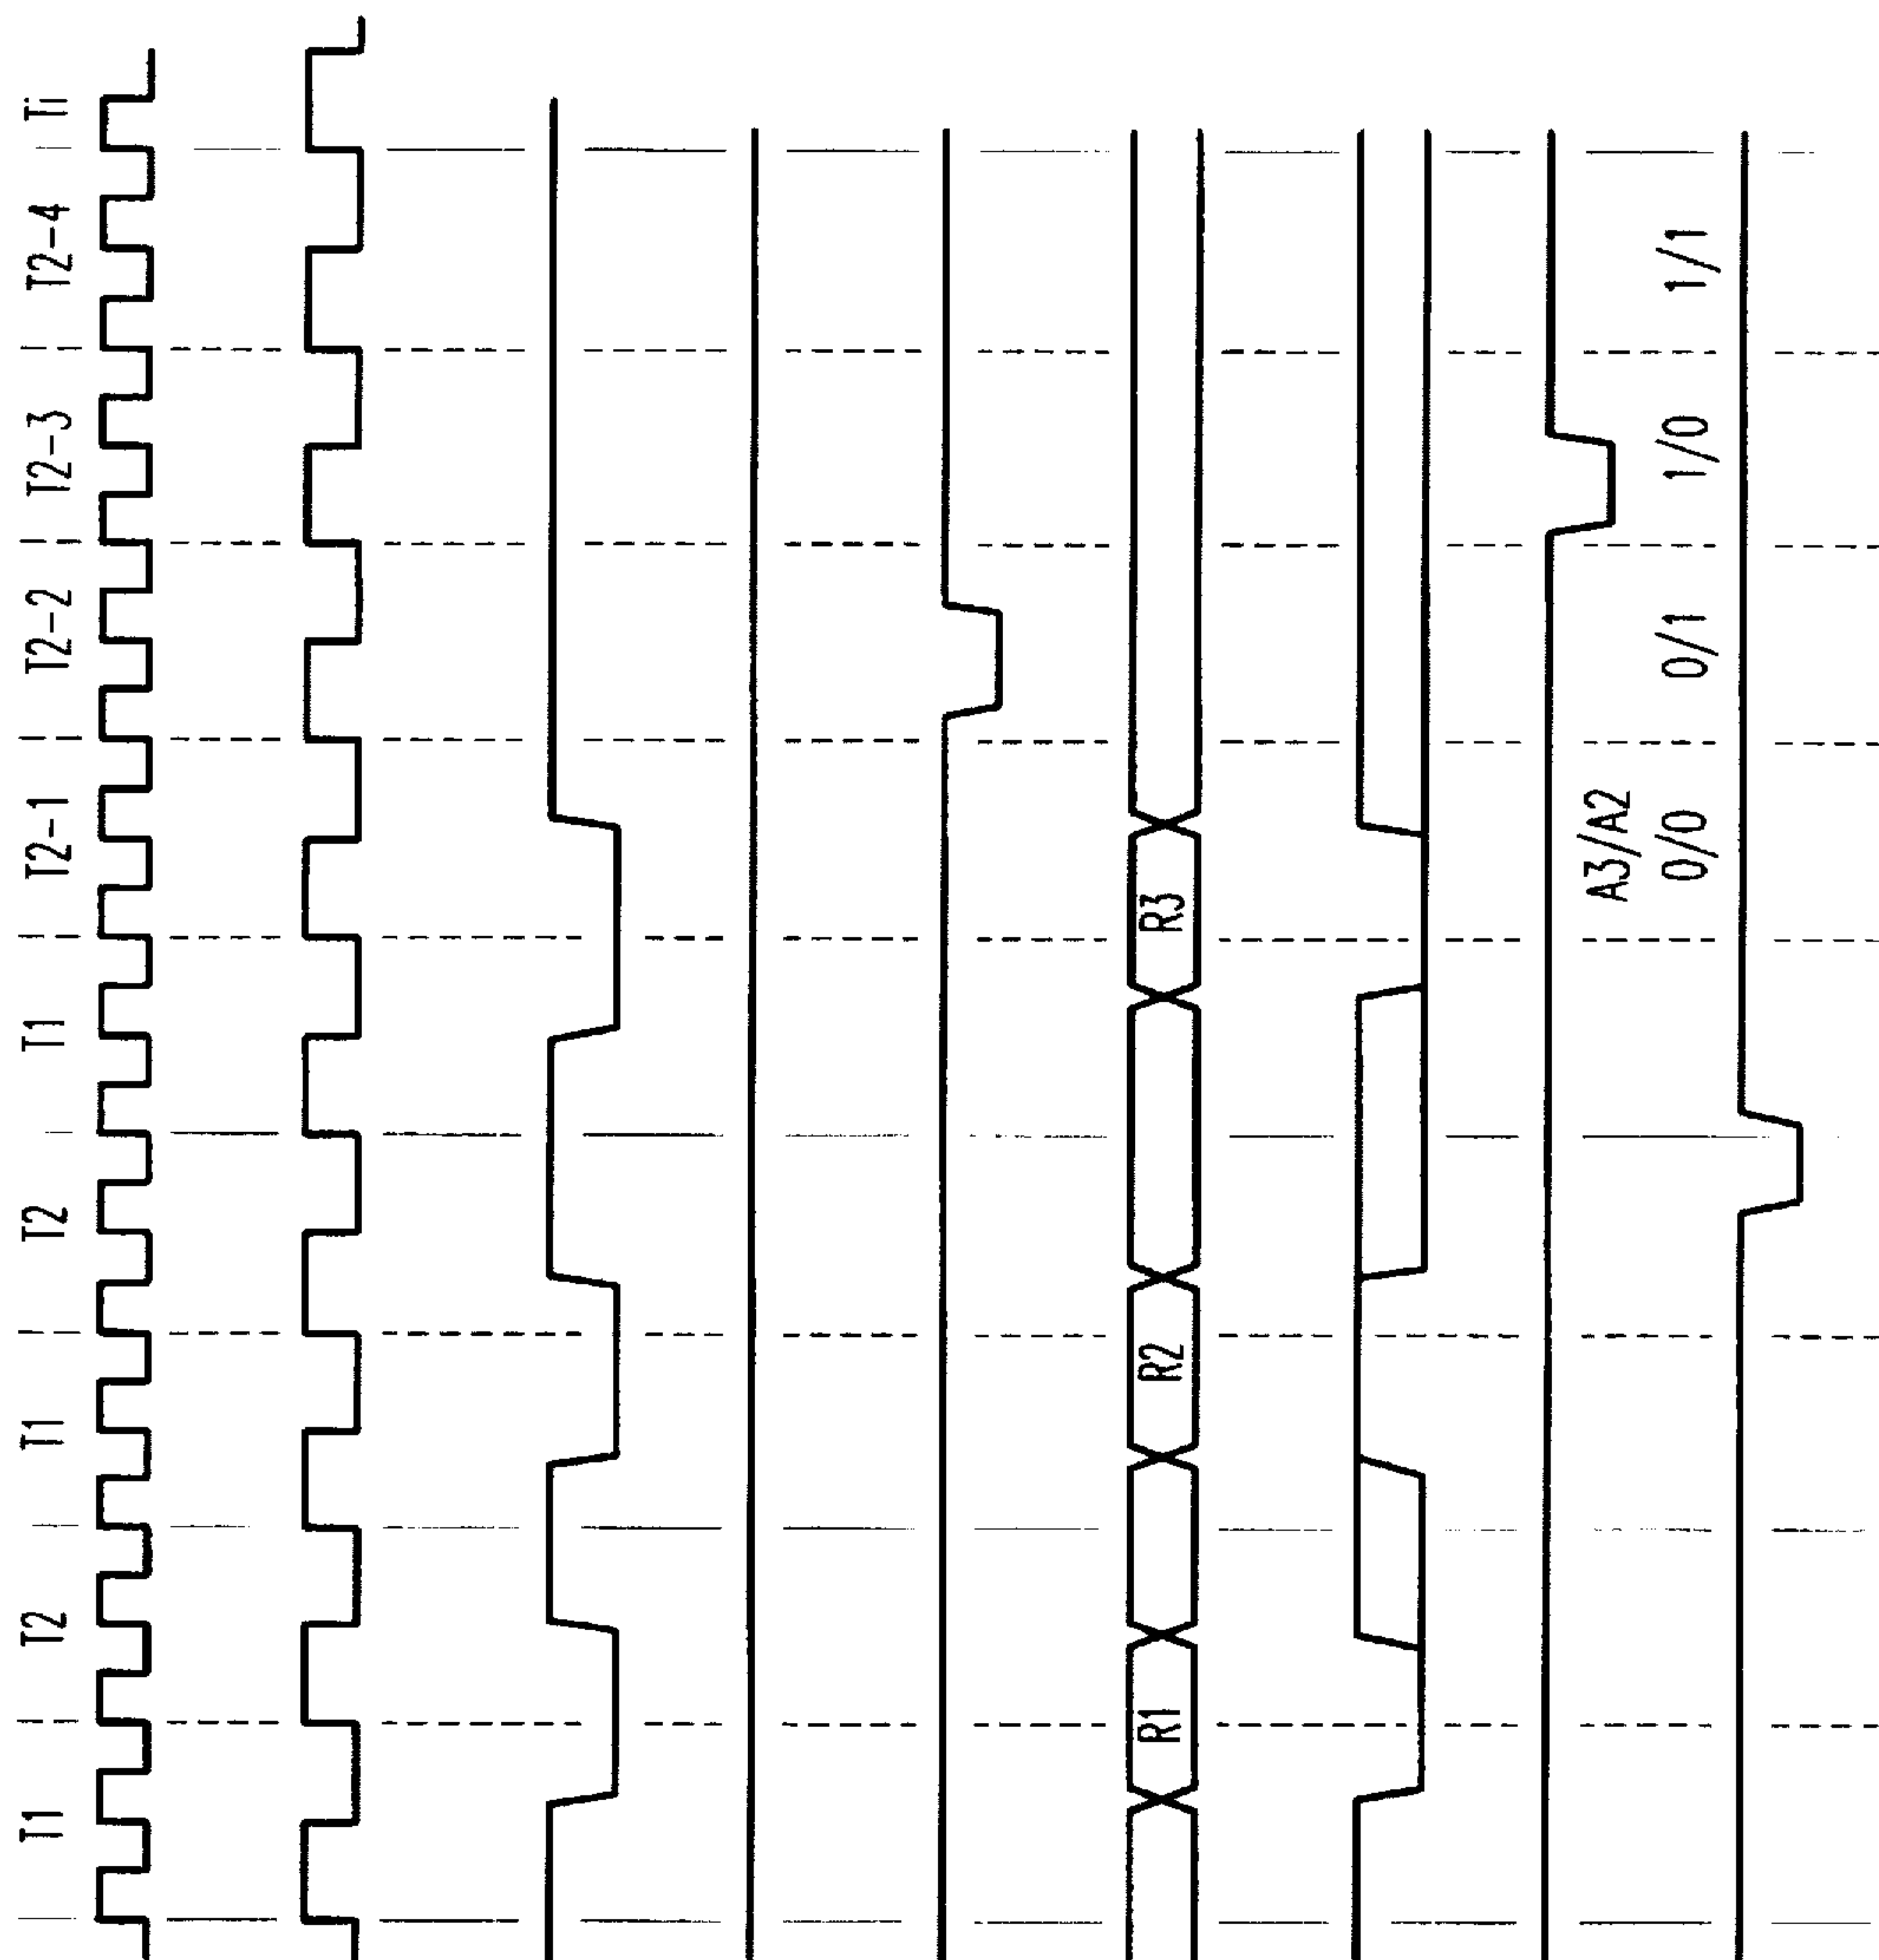 T1 T2 T1 T2 T1 T2-1 T2-2 T2-3 T2-4 Ti
R1 R2 R3
A3/A2
0/0 0/1 1/0 1/1